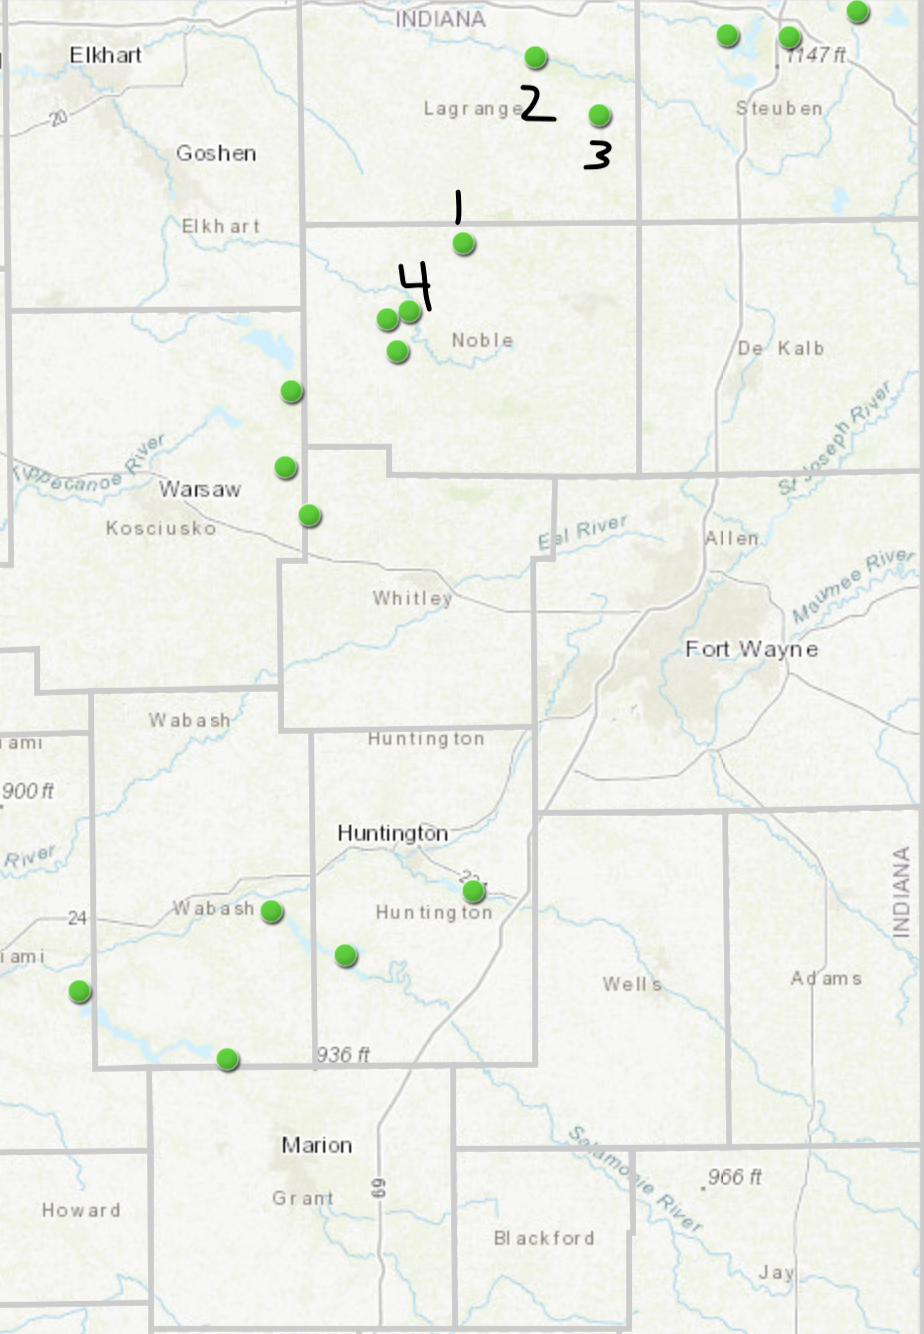 INDIANA
Elkhart
1147 ft
Lagrange
2
Steuben
20
Goshen
3
1
Elkhart
4
Noble
De Kalb
St Joseph River
Tippecanoe River
Warsaw
Kosciusko
Eel River
Allen
Maumee River
Whitley
Fort Wayne
Wabash
Huntington
iami
900 ft
Huntington
River
INDIANA
Wabash
24
Huntington
iami
Wells
Adams
936 ft
Marion
Salamonie River
966 ft
69
Grant
Howard
Blackford
Jay